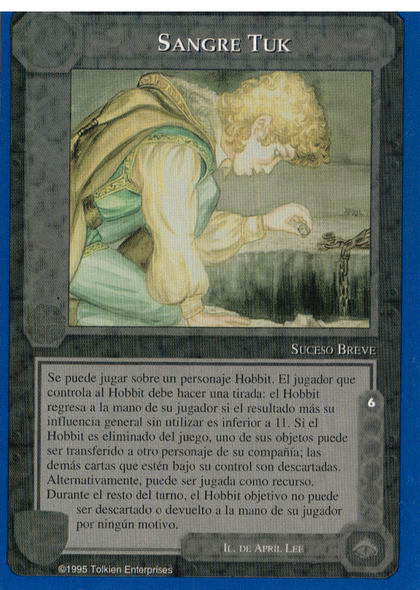 SANGRE TUK
SUCESO BREVE
Se puede jugar sobre un personaje Hobbit. El jugador que
controla al Hobbit debe hacer una tirada: el Hobbit
regresa a la mano de su jugador si el resultado más su
influencia general sin utilizar es inferior a 11. Si el
Hobbit es eliminado del juego, uno de sus objetos puede
ser transferido a otro personaje de su compañía; las
demás cartas que estén bajo su control son descartadas.
Alternativamente, puede ser jugada como recurso.
Durante el resto del turno, el Hobbit objetivo no puede
ser descartado o devuelto a la mano de su jugador
por ningún motivo.
6
IL. DE APRIL LEE
©1995 Tolkien Enterprises